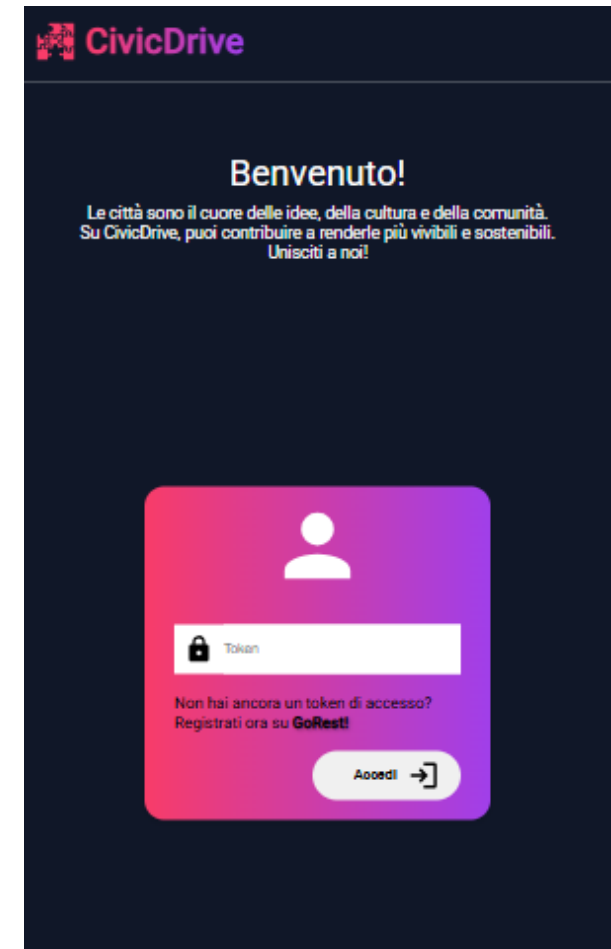 CivicDrive
Benvenuto!
Le città sono il cuore delle idee, della cultura e della comunità.
Su CivicDrive, puoi contribuire a renderle più vivibili e sostenibili.
Unisciti a noi!
Token
Non hai ancora un token di accesso?
Registrati ora su GoRest!
Accedi